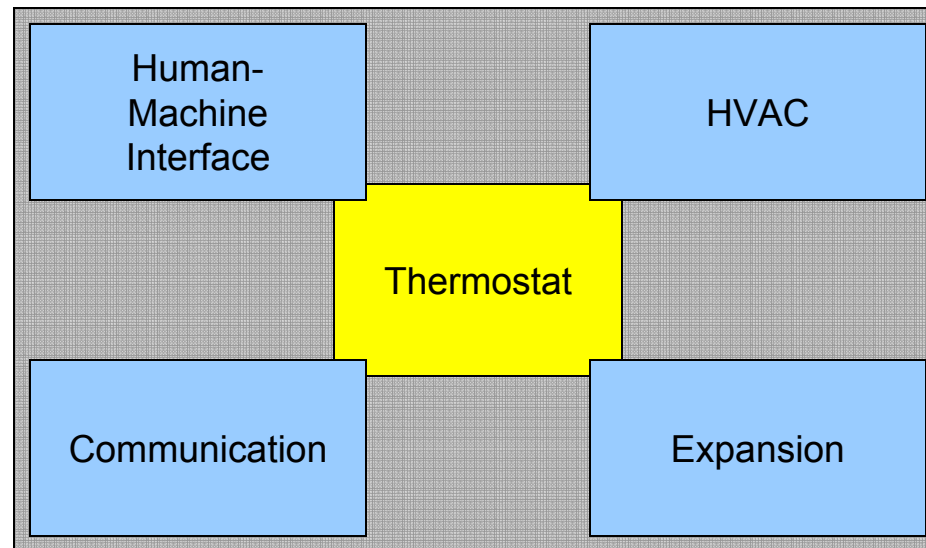 Human-
Machine
Interface
HVAC
Thermostat
Communication
Expansion